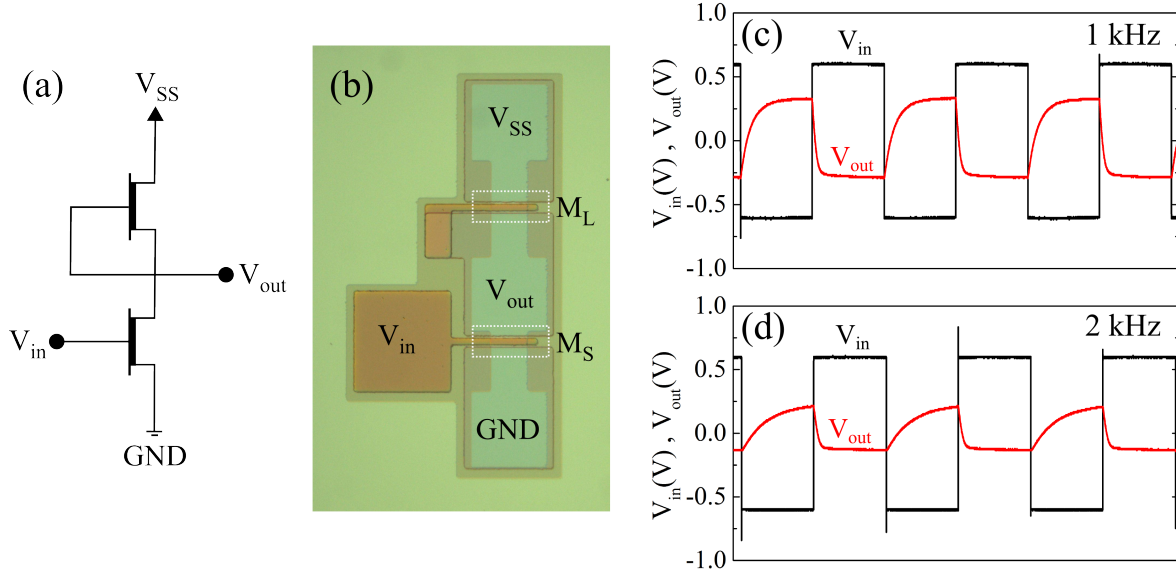 (a)
V_SS
V_in
V_out
GND
(b)
V_SS
M_L
V_out
V_in
M_S
GND
(c)
1 kHz
V_in
V_out
V_in(V) , V_out(V)
1.0
0.5
0.0
-0.5
-1.0
(d)
2 kHz
V_in
V_out
V_in(V) , V_out(V)
1.0
0.5
0.0
-0.5
-1.0